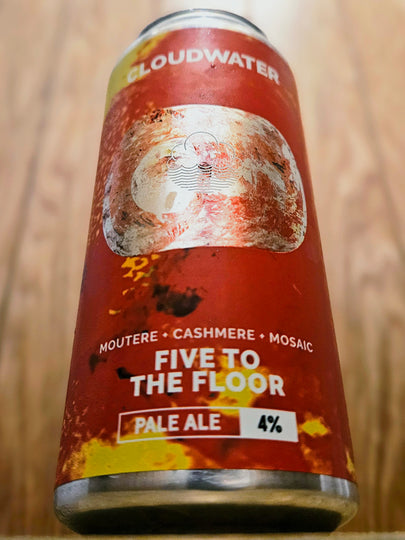 CLOUDWATER
MOUTERE + CASHMERE + MOSAIC
FIVE TO
THE FLOOR
PALE ALE 4%